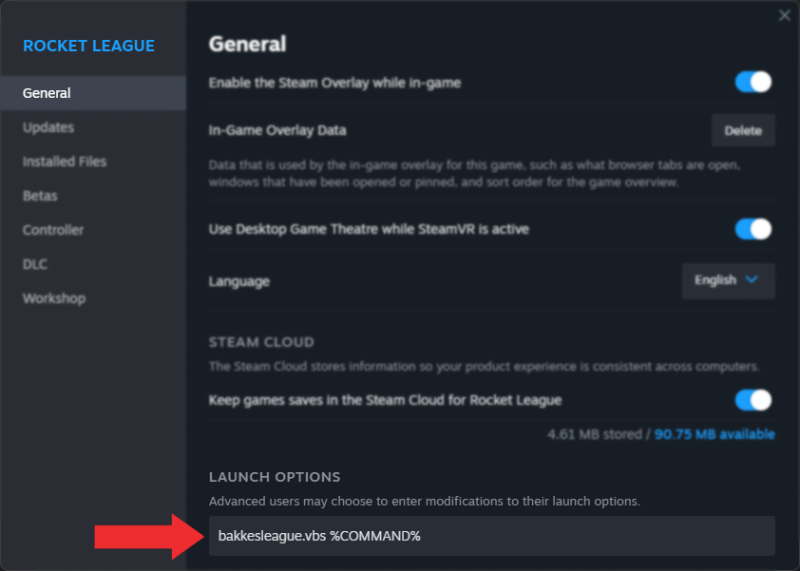 ROCKET LEAGUE
General
Updates
Installed Files
Betas
Controller
DLC
Workshop
General
Enable the Steam Overlay while in-game
In-Game Overlay Data
Delete
Data that is used by the in-game overlay for this game, such as what browser tabs are open,
windows that have been opened or pinned, and sort order for the game overview.
Use Desktop Game Theatre while SteamVR is active
Language
English
STEAM CLOUD
The Steam Cloud stores information so your product experience is consistent across computers.
Keep games saves in the Steam Cloud for Rocket League
4.61 MB stored / 90.75 MB available
LAUNCH OPTIONS
Advanced users may choose to enter modifications to their launch options.
bakkesleague.vbs %COMMAND%